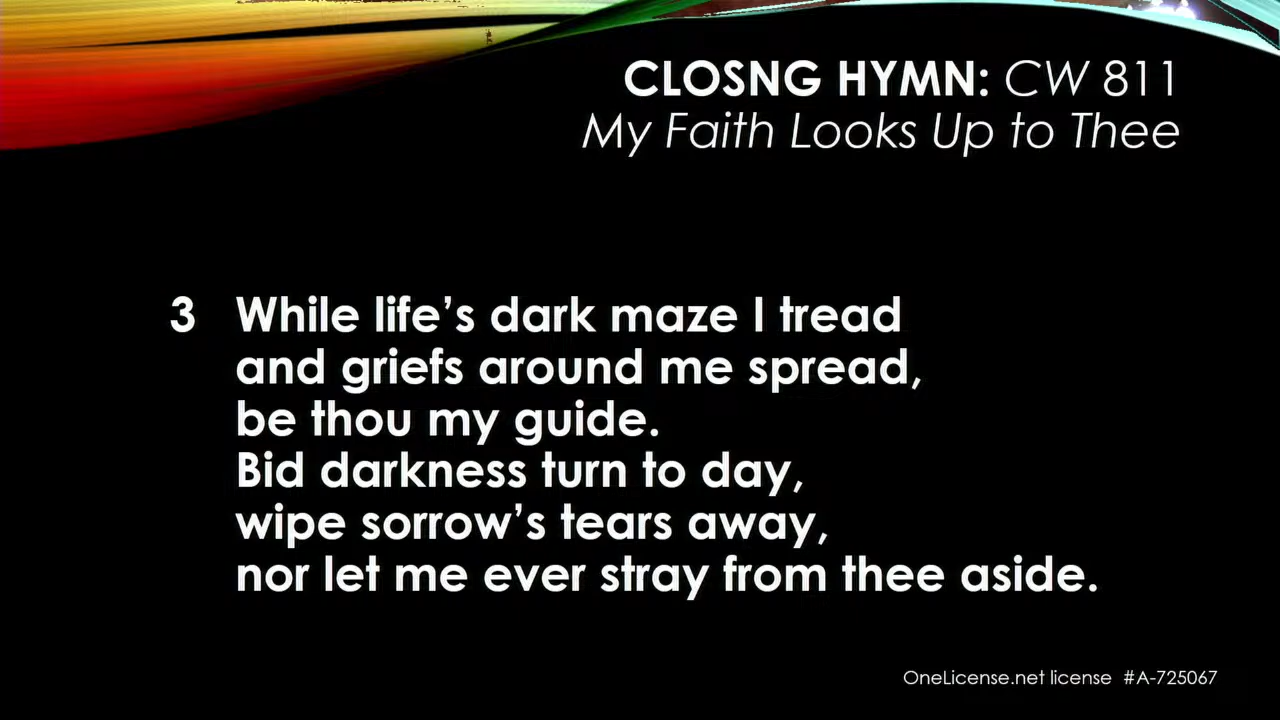 CLOSNG HYMN: CW 811
My Faith Looks Up to Thee
3 While life’s dark maze I tread
and griefs around me spread,
be thou my guide.
Bid darkness turn to day,
wipe sorrow’s tears away,
nor let me ever stray from thee aside.
OneLicense.net license #A-725067